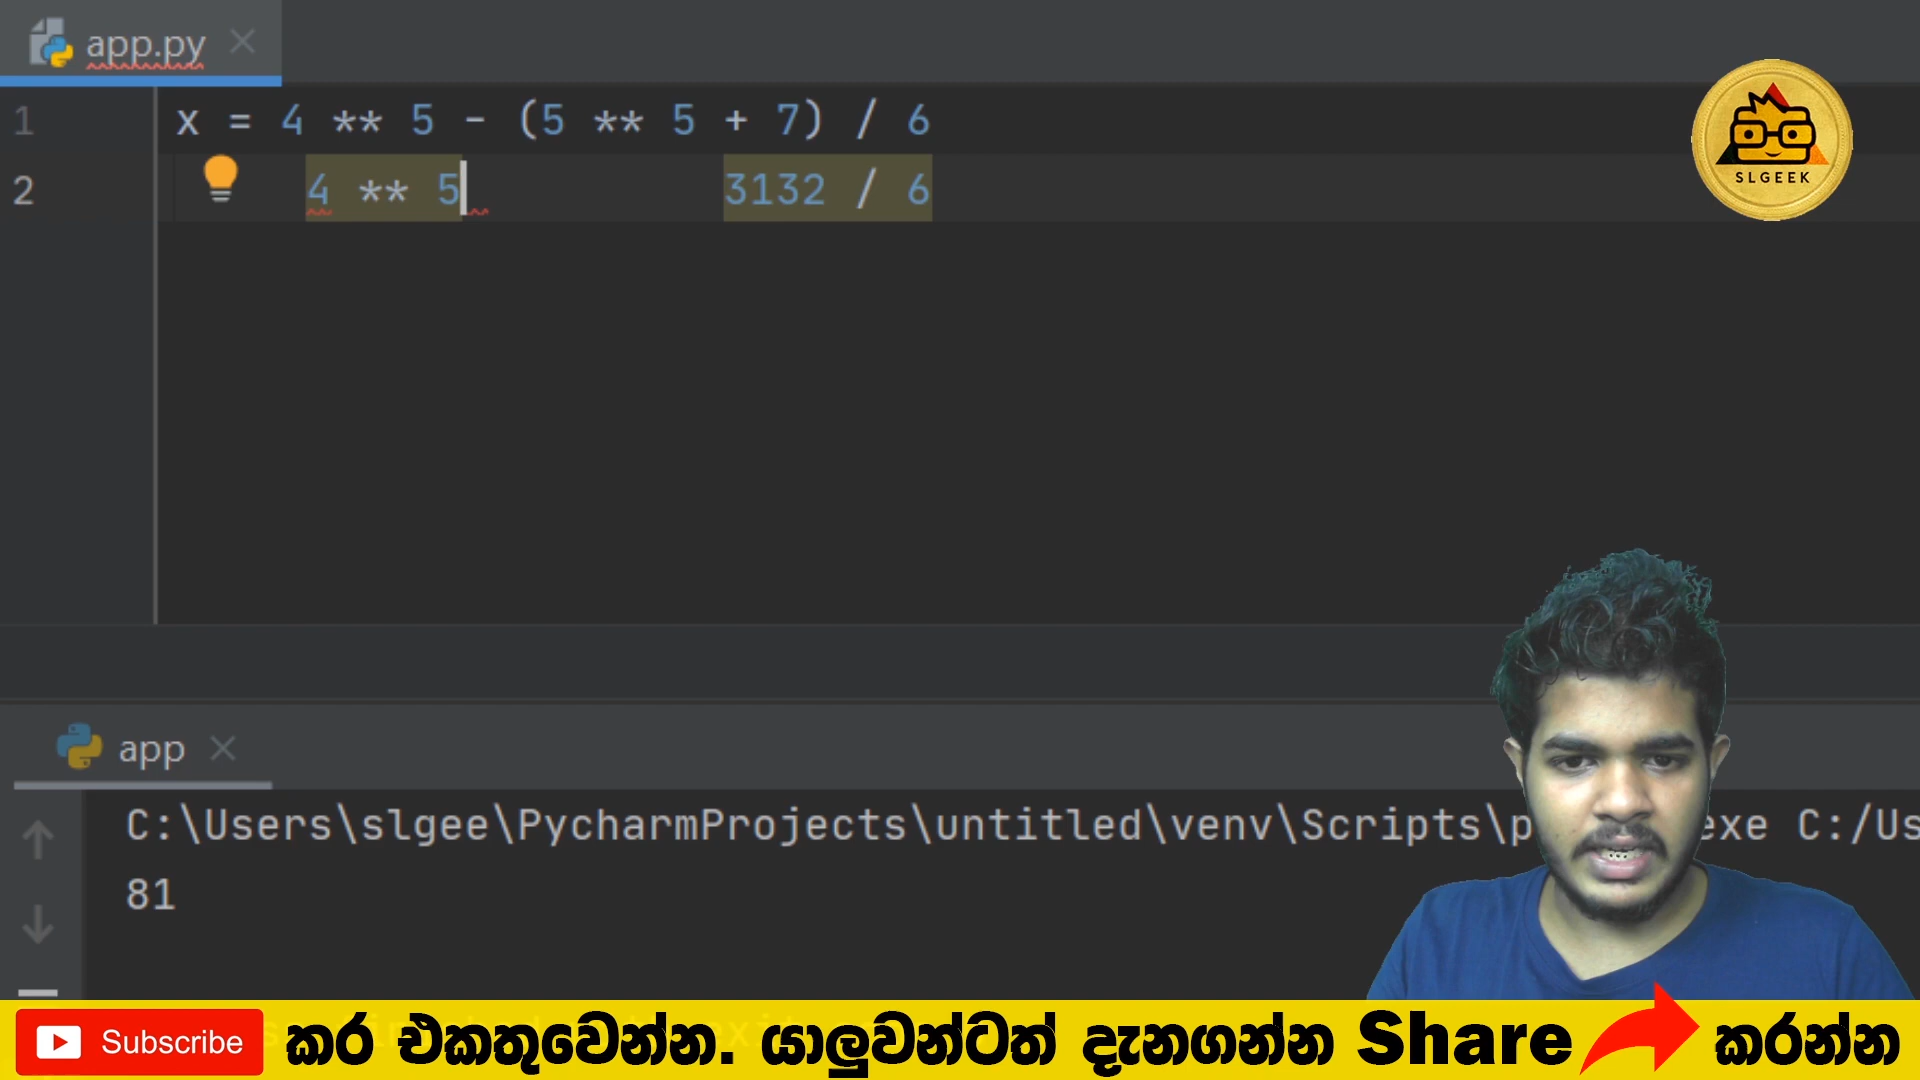 app.py
SLGEEK
1 x = 4 ** 5 - (5 ** 5 + 7) / 6
2 4 ** 5 3132 / 6
app
C:\Users\slgee\PycharmProjects\untitled\venv\Scripts\p exe C:/Us
81
Subscribe කර එකතුවෙන්න. යාලුවන්ටත් දැනගන්න Share කරන්න